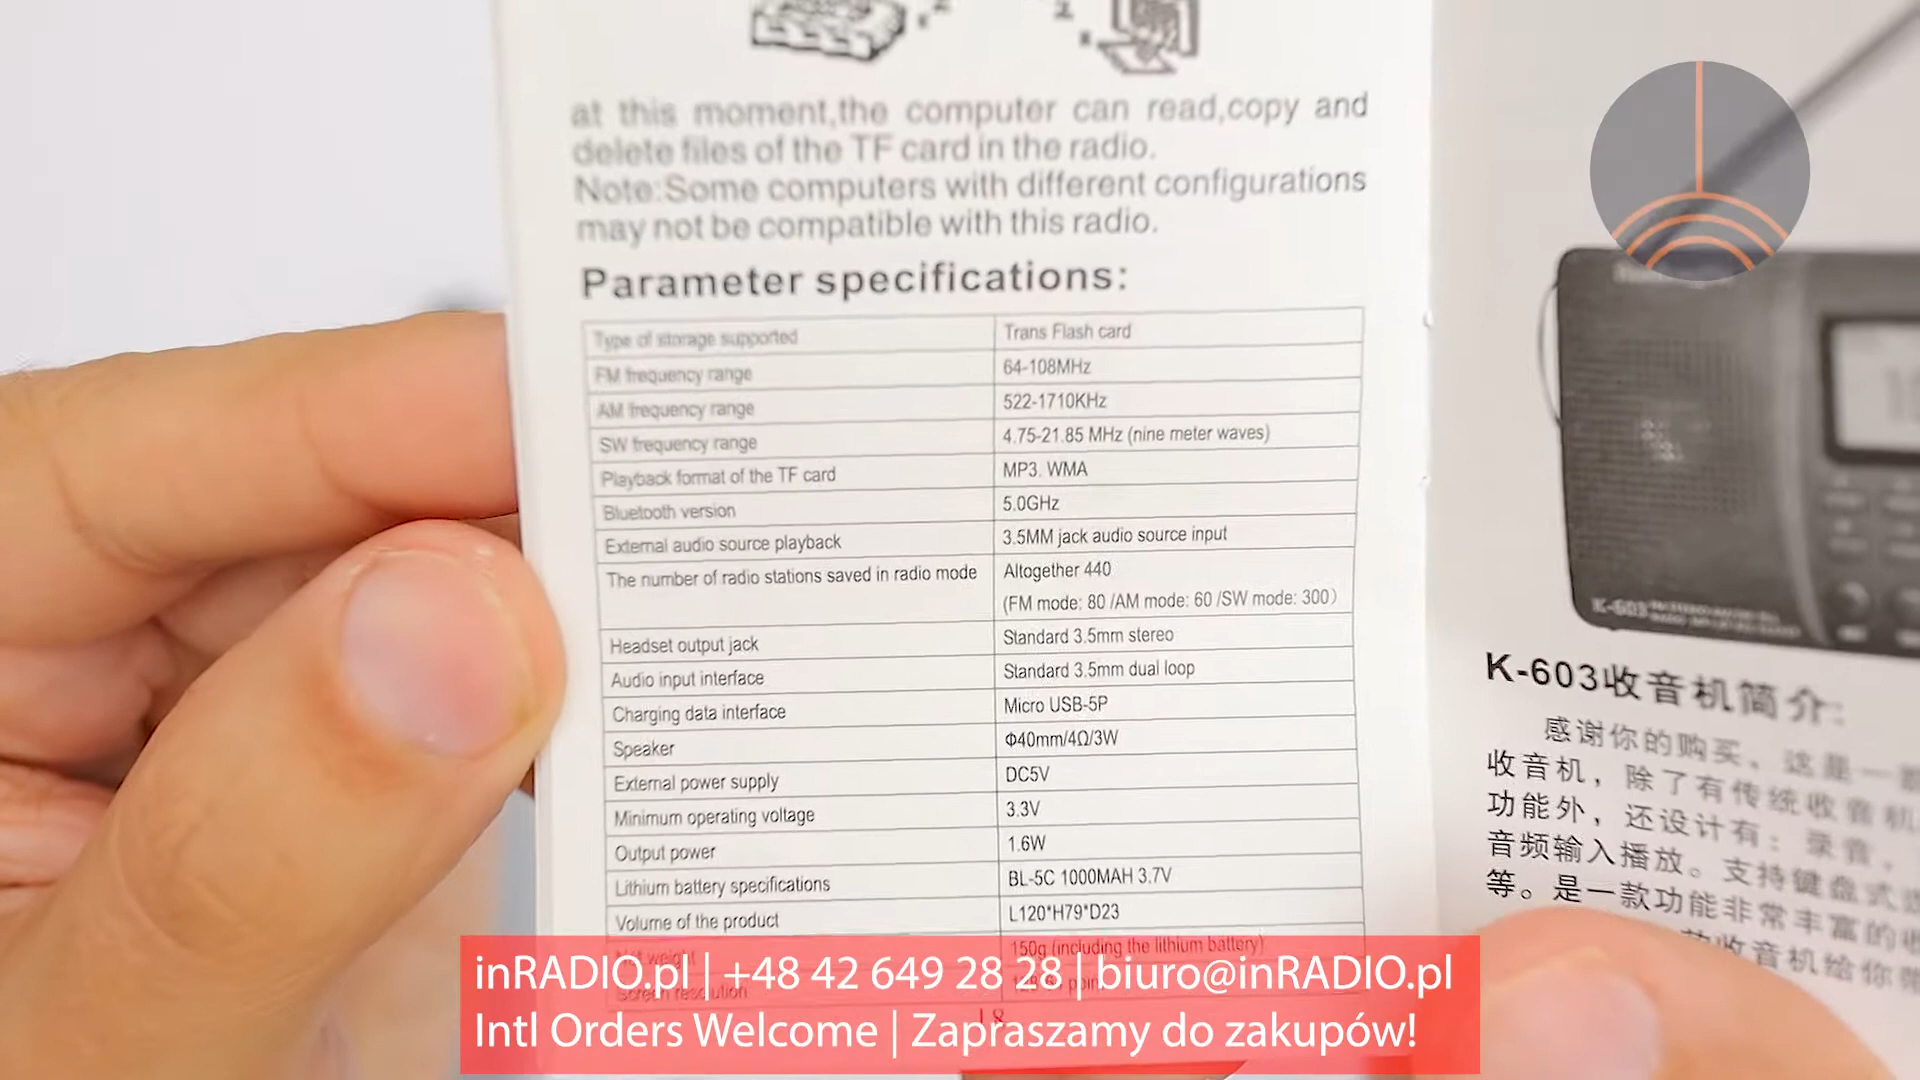 at this moment,the computer can read,copy and
delete files of the TF card in the radio.
Note:Some computers with different configurations
may not be compatible with this radio.
Parameter specifications:
Type of storage supported Trans Flash card
FM frequency range 64-108MHz
AM frequency range 522-1710KHz
SW frequency range 4.75-21.85 MHz (nine meter waves)
Playback format of the TF card MP3. WMA
Bluetooth version 5.0GHz
External audio source playback 3.5MM jack audio source input
The number of radio stations saved in radio mode Altogether 440
(FM mode: 80 /AM mode: 60 /SW mode: 300)
Headset output jack Standard 3.5mm stereo
Audio input interface Standard 3.5mm dual loop
Charging data interface Micro USB-5P
Speaker Φ40mm/4Ω/3W
External power supply DC5V
Minimum operating voltage 3.3V
Output power 1.6W
Lithium battery specifications BL-5C 1000MAH 3.7V
Volume of the product L120*H79*D23
weight 150g (including the lithium battery)
Screen resolution
18
K-603
K-603收音机简介:
感谢你的购买。这是一
收音机，除了有传统收音机
功能外，还设计有：录音，
音频输入播放。支持键盘式
等。是一款功能非常丰富的
收音机给你
inRADIO.pl | +48 42 649 28 28 | biuro@inRADIO.pl
Intl Orders Welcome | Zapraszamy do zakupów!